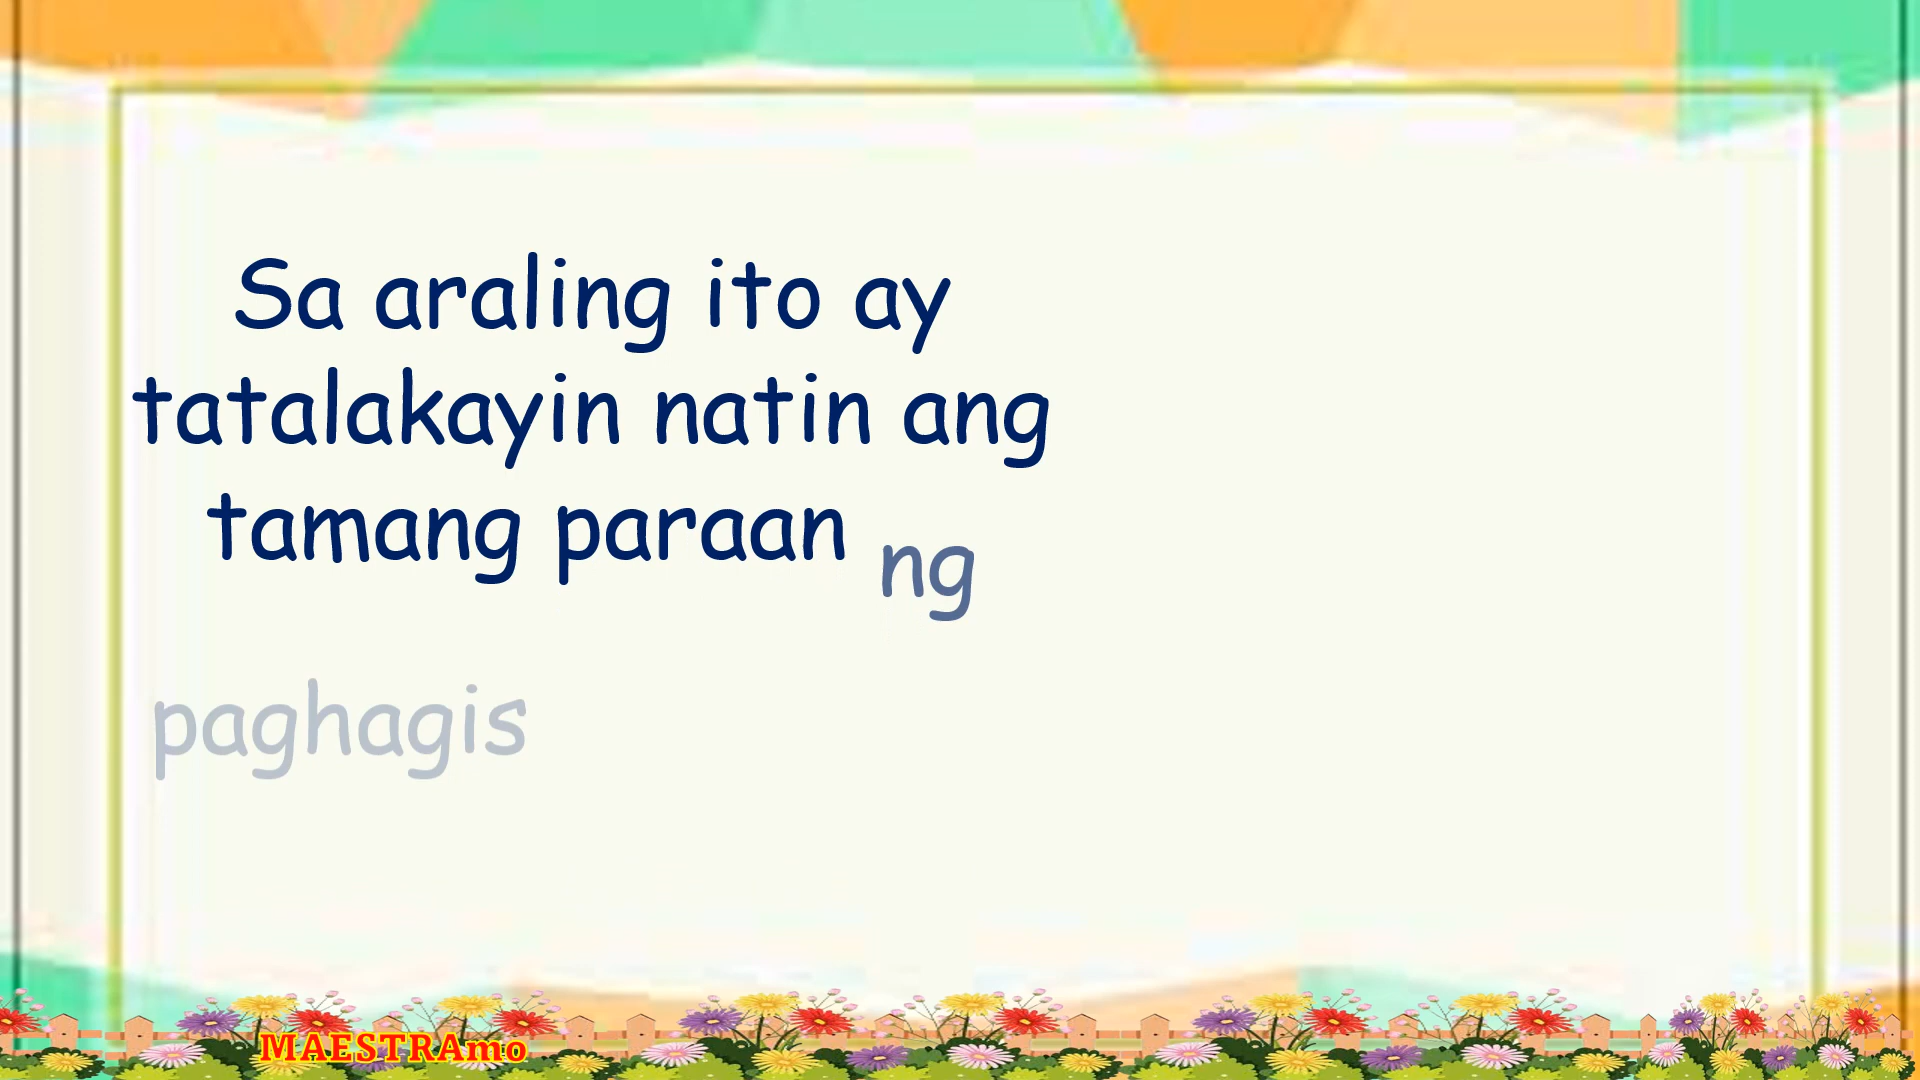 Sa araling ito ay
tatalakayin natin ang
tamang paraan ng
paghagis
MAESTRAmo